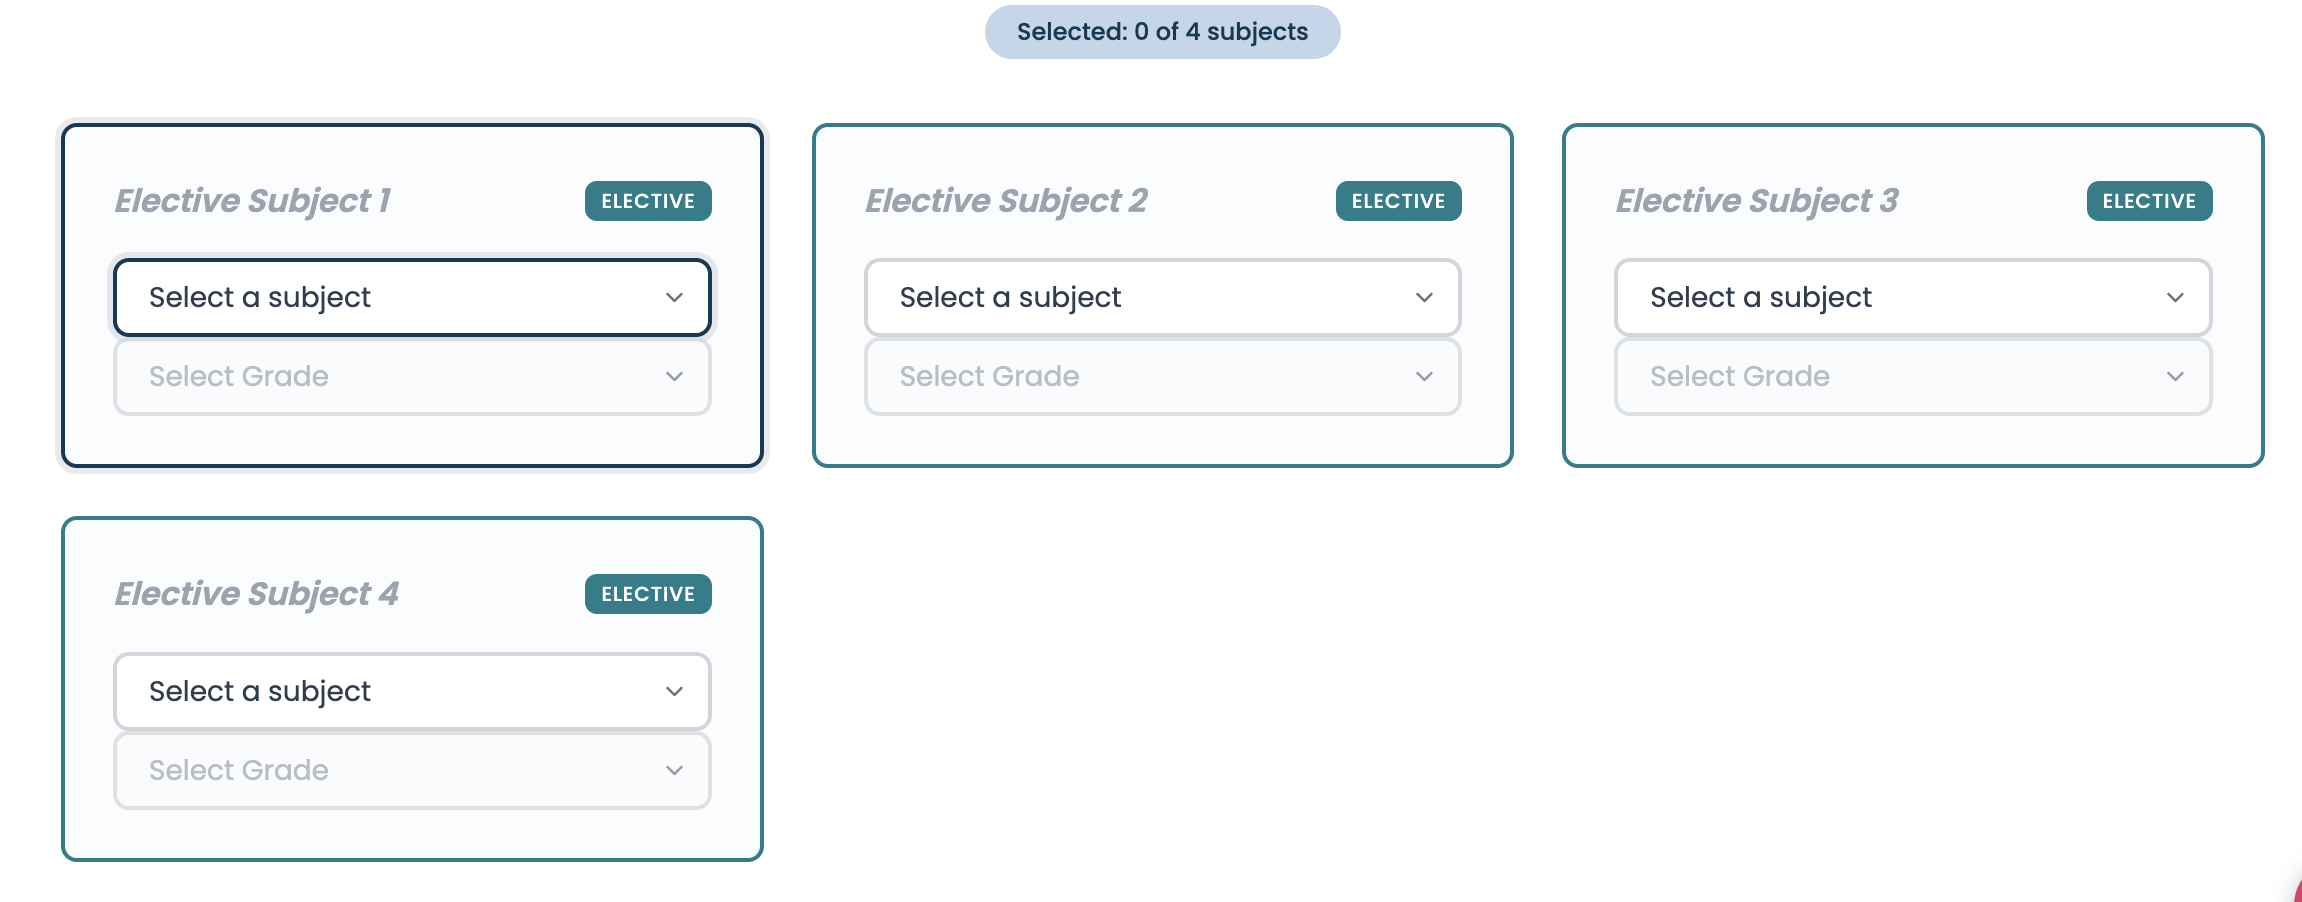 Selected: 0 of 4 subjects
Elective Subject 1
ELECTIVE
Select a subject
Select Grade
Elective Subject 2
ELECTIVE
Select a subject
Select Grade
Elective Subject 3
ELECTIVE
Select a subject
Select Grade
Elective Subject 4
ELECTIVE
Select a subject
Select Grade